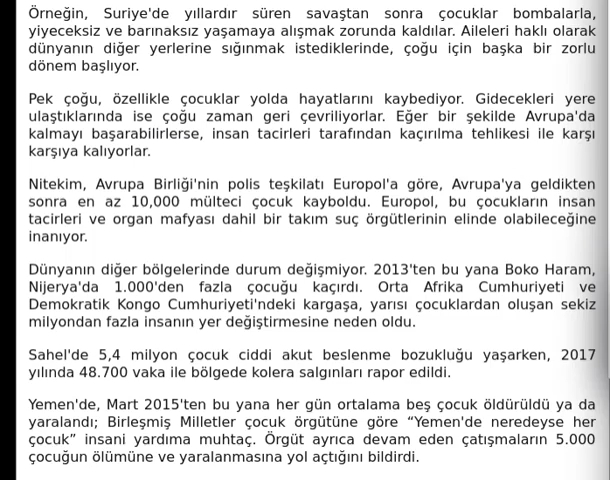 Örneğin, Suriye'de yıllardır süren savaştan sonra çocuklar bombalarla,
yiyeceksiz ve barınaksız yaşamaya alışmak zorunda kaldılar. Aileleri haklı olarak
dünyanın diğer yerlerine sığınmak istediklerinde, çoğu için başka bir zorlu
dönem başlıyor.
Pek çoğu, özellikle çocuklar yolda hayatlarını kaybediyor. Gidecekleri yere
ulaştıklarında ise çoğu zaman geri çevriliyorlar. Eğer bir şekilde Avrupa'da
kalmayı başarabilirlerse, insan tacirleri tarafından kaçırılma tehlikesi ile karşı
karşıya kalıyorlar.
Nitekim, Avrupa Birliği'nin polis teşkilatı Europol'a göre, Avrupa'ya geldikten
sonra en az 10,000 mülteci çocuk kayboldu. Europol, bu çocukların insan
tacirleri ve organ mafyası dahil bir takım suç örgütlerinin elinde olabileceğine
inanıyor.
Dünyanın diğer bölgelerinde durum değişmiyor. 2013'ten bu yana Boko Haram,
Nijerya'da 1.000'den fazla çocuğu kaçırdı. Orta Afrika Cumhuriyeti ve
Demokratik Kongo Cumhuriyeti'ndeki kargaşa, yarısı çocuklardan oluşan sekiz
milyondan fazla insanın yer değiştirmesine neden oldu.
Sahel'de 5,4 milyon çocuk ciddi akut beslenme bozukluğu yaşarken, 2017
yılında 48.700 vaka ile bölgede kolera salgınları rapor edildi.
Yemen'de, Mart 2015'ten bu yana her gün ortalama beş çocuk öldürüldü ya da
yaralandı; Birleşmiş Milletler çocuk örgütüne göre “Yemen'de neredeyse her
çocuk” insani yardıma muhtaç. Örgüt ayrıca devam eden çatışmaların 5.000
çocuğun ölümüne ve yaralanmasına yol açtığını bildirdi.